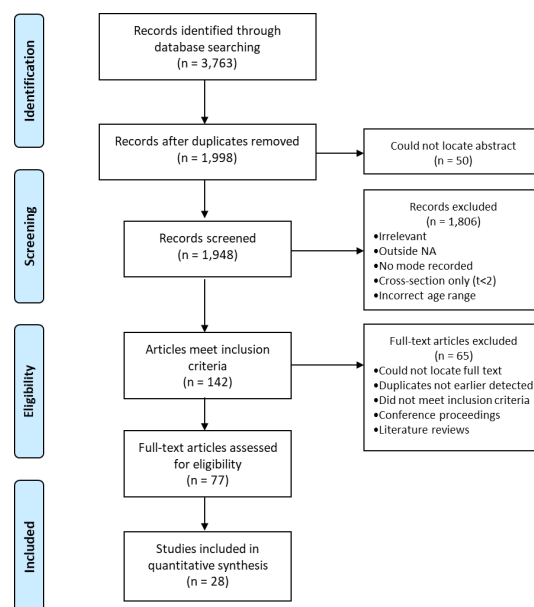 Identification
Records identified through
database searching
(n = 3,763)
Records after duplicates removed
(n = 1,998)
Could not locate abstract
(n = 50)
Screening
Records screened
(n = 1,948)
Records excluded
(n = 1,806)
•Irrelevant
•Outside NA
•No mode recorded
•Cross-section only (t<2)
•Incorrect age range
Eligibility
Articles meet inclusion
criteria
(n = 142)
Full-text articles excluded
(n = 65)
•Could not locate full text
•Duplicates not earlier detected
•Did not meet inclusion criteria
•Conference proceedings
•Literature reviews
Full-text articles assessed
for eligibility
(n = 77)
Included
Studies included in
quantitative synthesis
(n = 28)